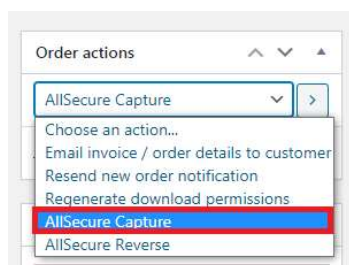 Order actions
AllSecure Capture
Choose an action...
Email invoice / order details to customer
Resend new order notification
Regenerate download permissions
AllSecure Capture
AllSecure Reverse